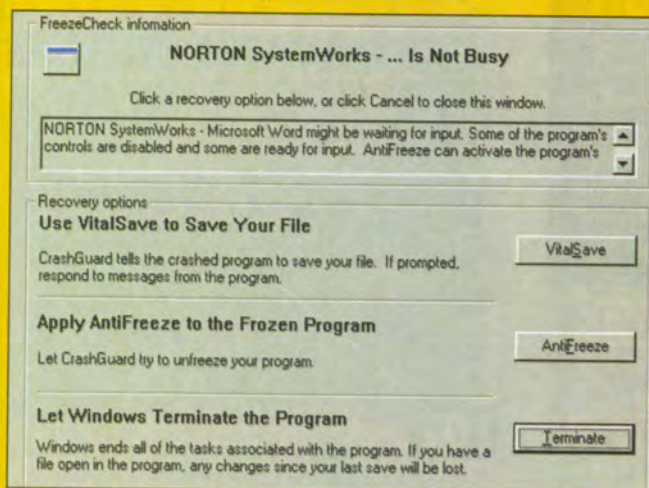 FreezeCheck infomation
NORTON SystemWorks - ... Is Not Busy
Click a recovery option below, or click Cancel to close this window.
NORTON SystemWorks - Microsoft Word might be waiting for input. Some of the program's
controls are disabled and some are ready for input. AntiFreeze can activate the program's
Recovery options
Use VitalSave to Save Your File
CrashGuard tells the crashed program to save your file. If prompted,
respond to messages from the program.
VitalSave
Apply AntiFreeze to the Frozen Program
Let CrashGuard try to unfreeze your program.
AntiFreeze
Let Windows Terminate the Program
Windows ends all of the tasks associated with the program. If you have a
file open in the program, any changes since your last save will be lost.
Terminate